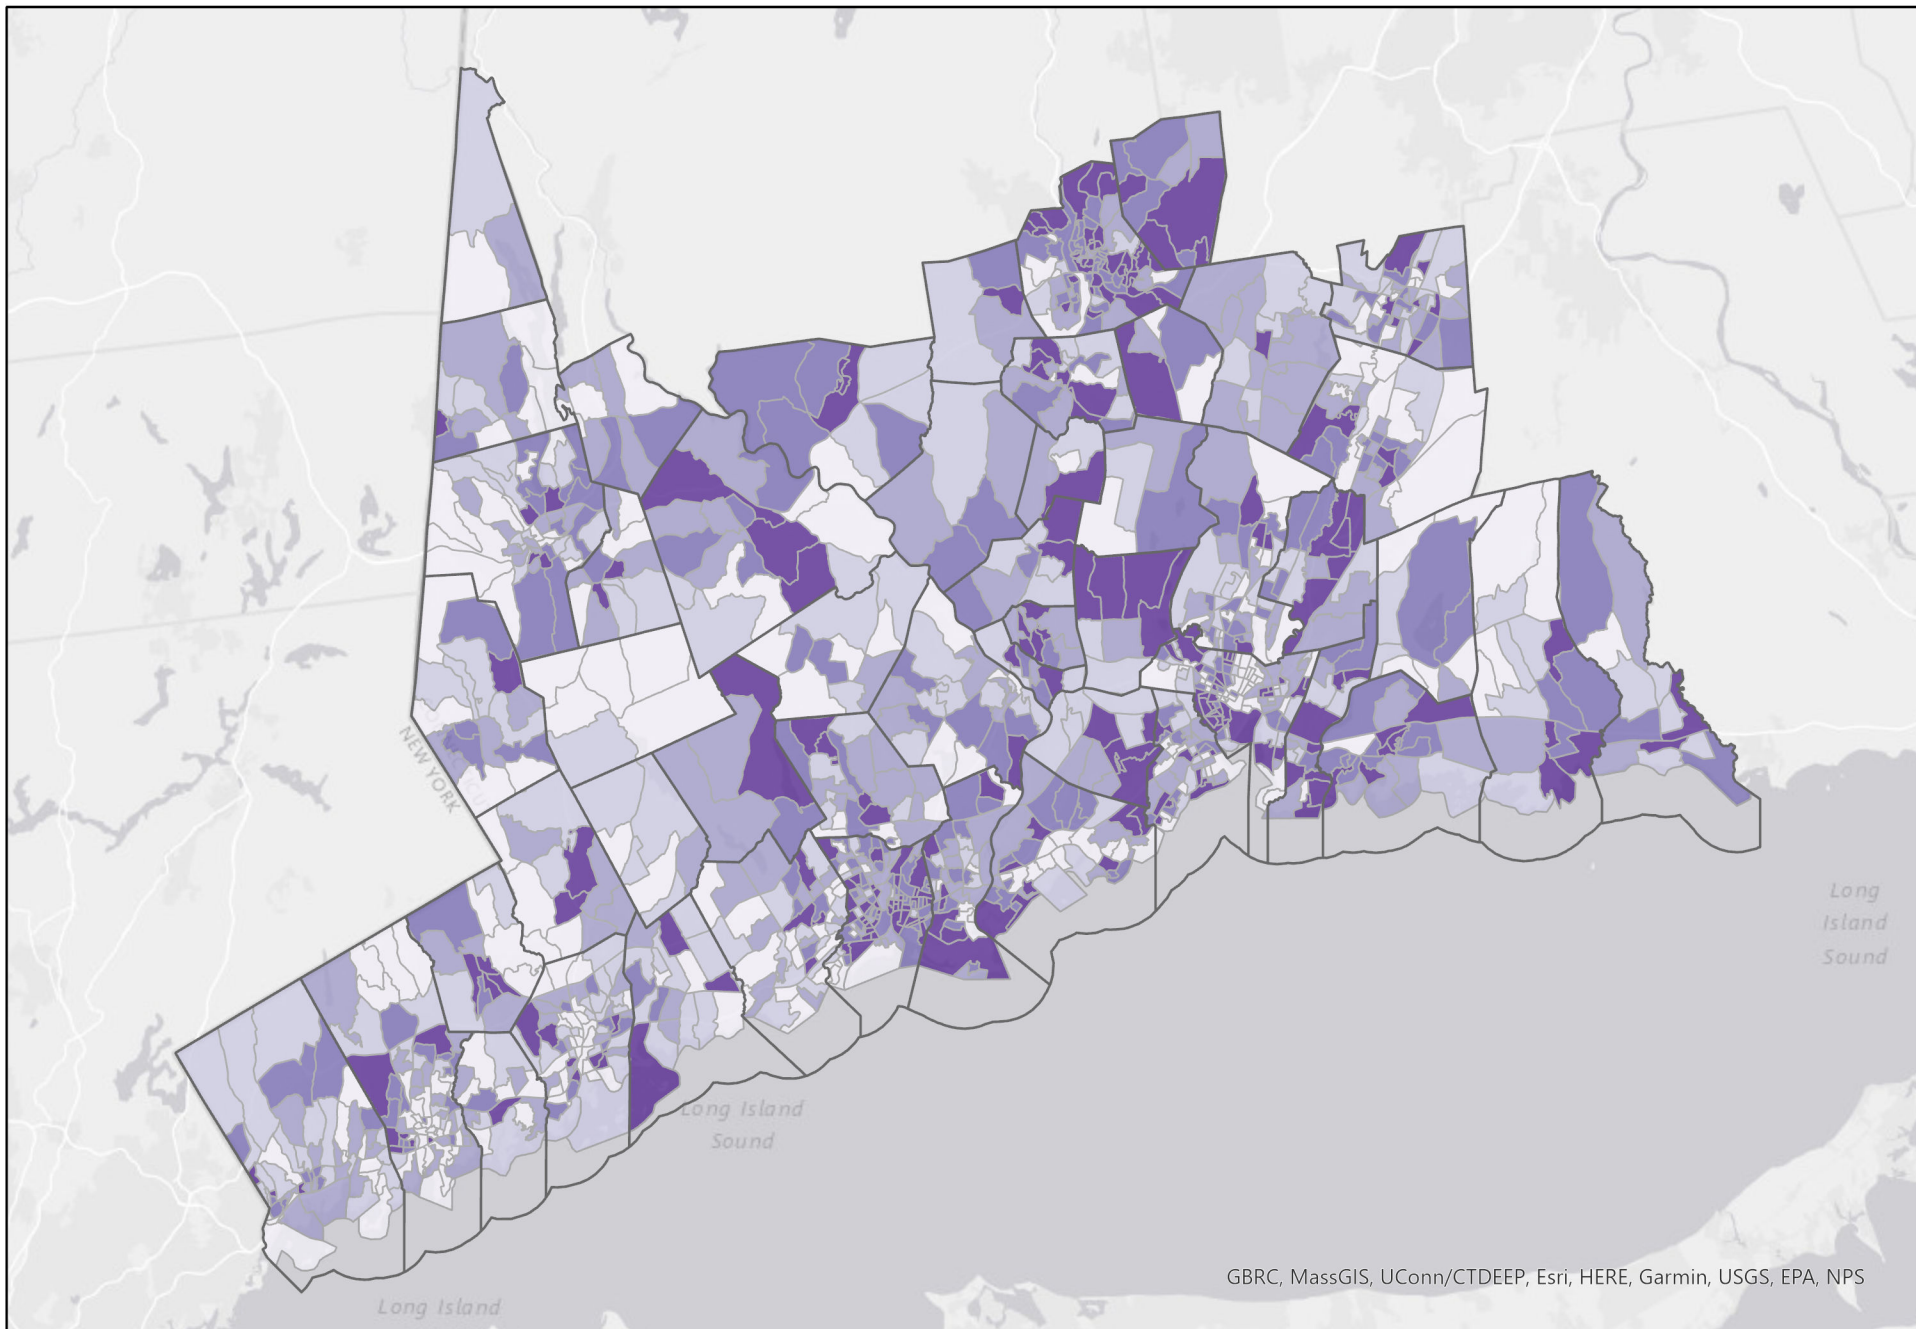 NEW YORK
Long
Island
Sound
Long Island
Sound
GBRC, MassGIS, UConn/CTDEEP, Esri, HERE, Garmin, USGS, EPA, NPS
Long Island